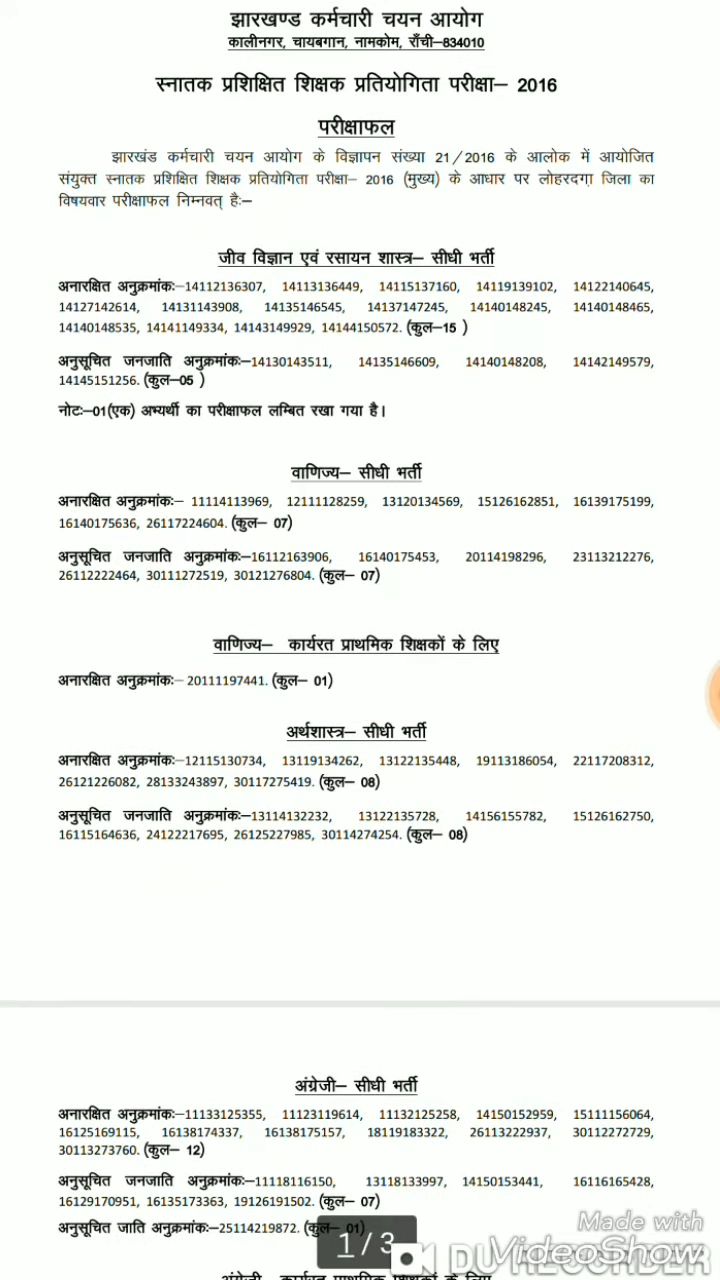 झारखण्ड कर्मचारी चयन आयोग
कालीनगर, चायबगान, नामकोम, राँची–834010
स्नातक प्रशिक्षित शिक्षक प्रतियोगिता परीक्षा– 2016
परीक्षाफल
झारखंड कर्मचारी चयन आयोग के विज्ञापन संख्या 21/2016 के आलोक में आयोजित
संयुक्त स्नातक प्रशिक्षित शिक्षक प्रतियोगिता परीक्षा– 2016 (मुख्य) के आधार पर लोहरदगा जिला का
विषयवार परीक्षाफल निम्नवत् हैः–
जीव विज्ञान एवं रसायन शास्त्र– सीधी भर्ती
अनारक्षित अनुक्रमांकः–14112136307, 14113136449, 14115137160, 14119139102, 14122140645,
14127142614, 14131143908, 14135146545, 14137147245, 14140148245, 14140148465,
14140148535, 14141149334, 14143149929, 14144150572. (कुल–15 )
अनुसूचित जनजाति अनुक्रमांकः–14130143511, 14135146609, 14140148208, 14142149579,
14145151256. (कुल–05 )
नोटः–01(एक) अभ्यर्थी का परीक्षाफल लम्बित रखा गया है।
वाणिज्य– सीधी भर्ती
अनारक्षित अनुक्रमांकः– 11114113969, 12111128259, 13120134569, 15126162851, 16139175199,
16140175636, 26117224604. (कुल– 07)
अनुसूचित जनजाति अनुक्रमांकः–16112163906, 16140175453, 20114198296, 23113212276,
26112222464, 30111272519, 30121276804. (कुल– 07)
वाणिज्य– कार्यरत प्राथमिक शिक्षकों के लिए
अनारक्षित अनुक्रमांकः– 20111197441. (कुल– 01)
अर्थशास्त्र– सीधी भर्ती
अनारक्षित अनुक्रमांकः–12115130734, 13119134262, 13122135448, 19113186054, 22117208312,
26121226082, 28133243897, 30117275419. (कुल– 08)
अनुसूचित जनजाति अनुक्रमांकः–13114132232, 13122135728, 14156155782, 15126162750,
16115164636, 24122217695, 26125227985, 30114274254. (कुल– 08)
अंग्रेजी– सीधी भर्ती
अनारक्षित अनुक्रमांकः–11133125355, 11123119614, 11132125258, 14150152959, 15111156064,
16125169115, 16138174337, 16138175157, 18119183322, 26113222937, 30112272729,
30113273760. (कुल– 12)
अनुसूचित जनजाति अनुक्रमांकः–11118116150, 13118133997, 14150153441, 16116165428,
16129170951, 16135173363, 19126191502. (कुल– 07)
अनुसूचित जाति अनुक्रमांकः–25114219872. (कुल– 01)
1/3
Made with
VideoShow
DU RECORDER
अंग्रेजी– कार्यरत प्राथमिक शिक्षकों के लिए